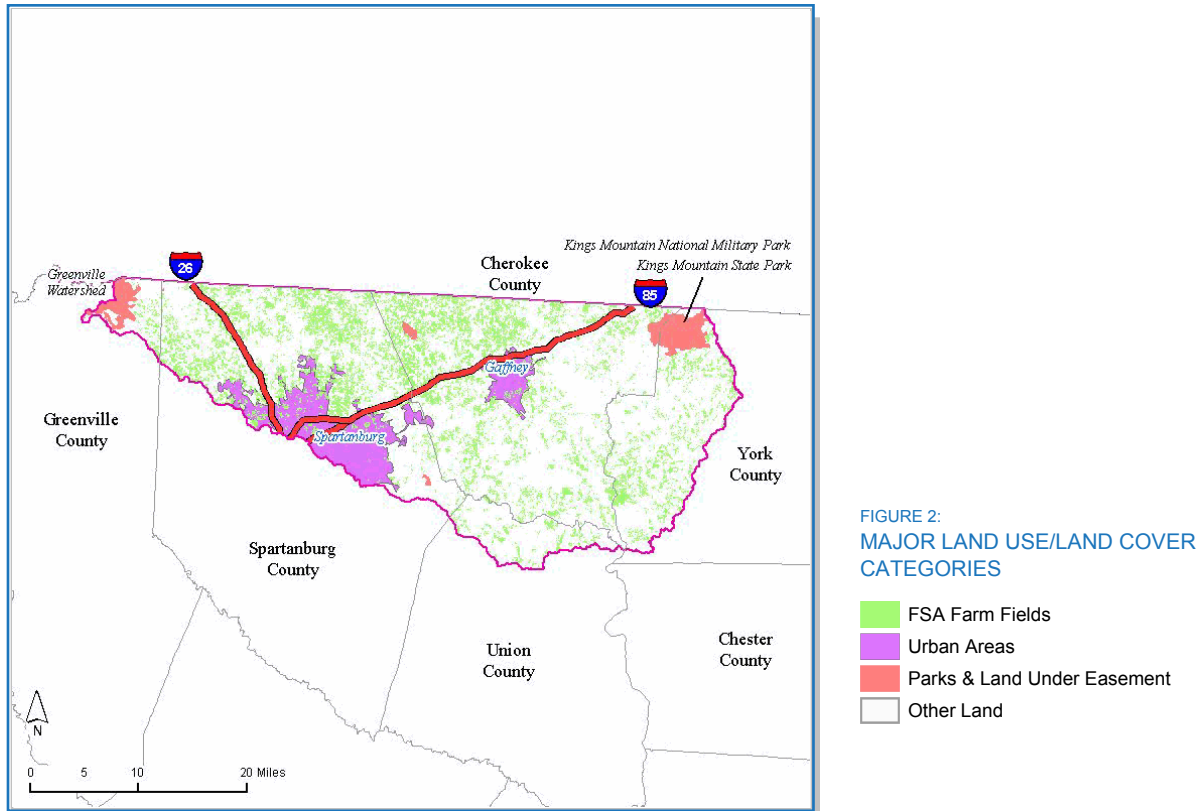 Kings Mountain National Military Park
Kings Mountain State Park
Cherokee
County
26
Greenville
Watershed
85
Gaffney
Greenville
County
Spartanburg
York
County
Spartanburg
County
Union
County
Chester
County
N
0 5 10 20 Miles
FIGURE 2:
MAJOR LAND USE/LAND COVER
CATEGORIES
FSA Farm Fields
Urban Areas
Parks & Land Under Easement
Other Land